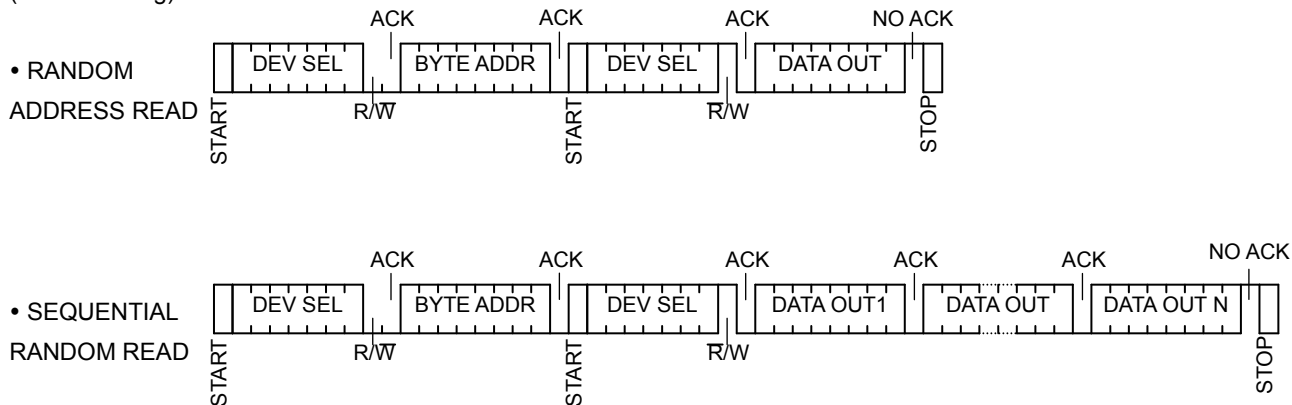 ACK ACK ACK NO ACK
• RANDOM ADDRESS READ
DEV SEL BYTE ADDR DEV SEL DATA OUT
START R/W̅ START R̅/W STOP
ACK ACK ACK ACK ACK NO ACK
• SEQUENTIAL RANDOM READ
DEV SEL BYTE ADDR DEV SEL DATA OUT1 DATA OUT DATA OUT N
START R/W̅ START R̅/W STOP